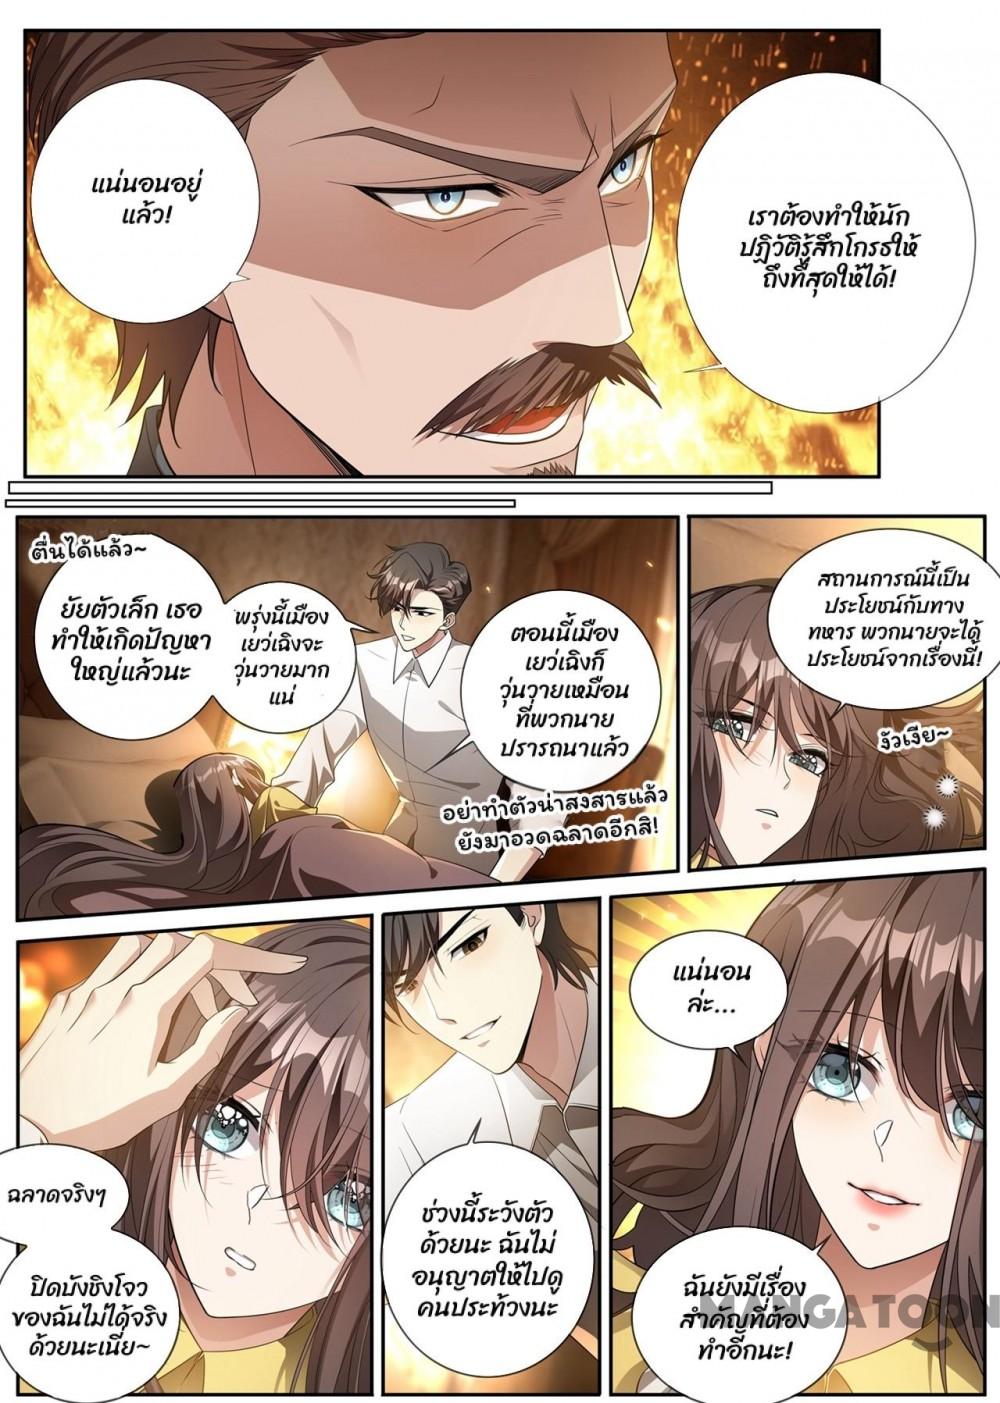 แน่นอนอยู่
แล้ว!
เราต้องทำให้นัก
ปฏิวัติรู้สึกโกรธให้
ถึงที่สุดให้ได้!
ตื่นได้แล้ว~
ยัยตัวเล็ก เธอ
ทำให้เกิดปัญหา
ใหญ่แล้วนะ
พรุ่งนี้เมือง
เยว่เฉิงจะ
วุ่นวายมาก
แน่
ตอนนี้เมือง
เยว่เฉิงก็
วุ่นวายเหมือน
ที่พวกนาย
ปรารถนาแล้ว
อย่าทำตัวน่าสงสารแล้ว
ยังมาอวดฉลาดอีกสิ!
สถานการณ์นี้เป็น
ประโยชน์กับทาง
ทหาร พวกนายจะได้
ประโยชน์จากเรื่องนี้!
งัวเงีย~
ฉลาดจริงๆ
ปิดบังชิงโจว
ของฉันไม่ได้จริง
ด้วยนะเนี่ย~
ช่วงนี้ระวังตัว
ด้วยนะ ฉันไม่
อนุญาตให้ไปดู
คนประท้วงนะ
แน่นอน
ล่ะ...
ฉันยังมีเรื่อง
สำคัญที่ต้อง
ทำอีกนะ!
MANGATOON